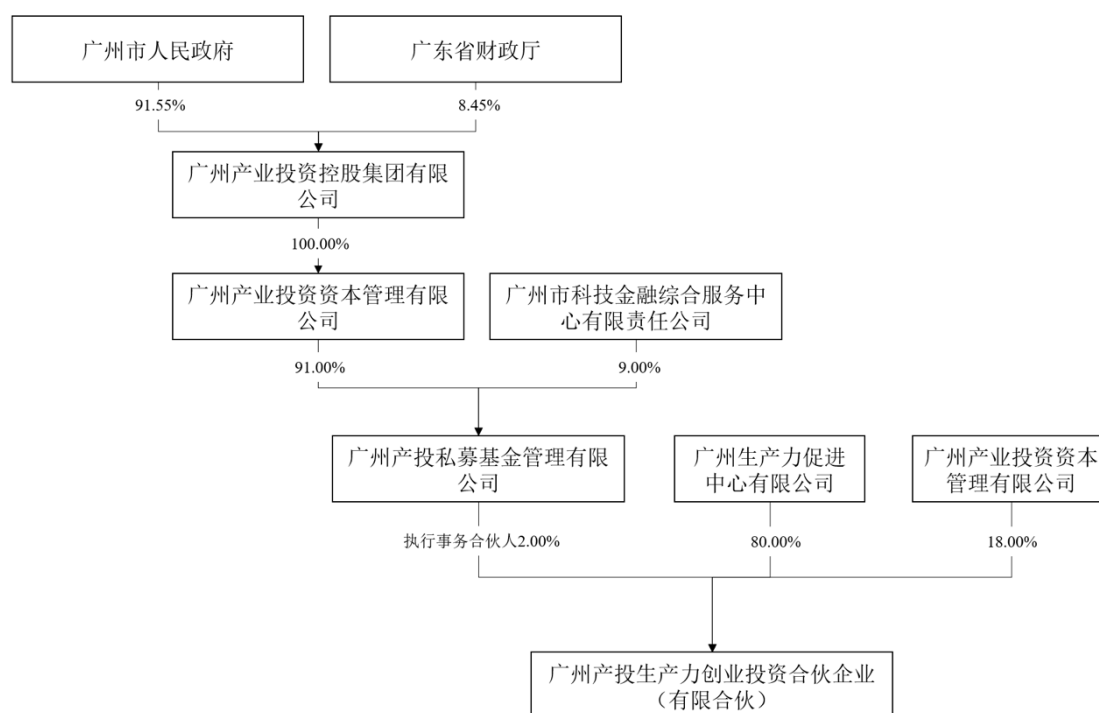 广州市人民政府
广东省财政厅
91.55%
8.45%
广州产业投资控股集团有限
公司
100.00%
广州产业投资资本管理有限
公司
广州市科技金融综合服务中
心有限责任公司
91.00%
9.00%
广州产投私募基金管理有限
公司
广州生产力促进
中心有限公司
广州产业投资资本
管理有限公司
执行事务合伙人2.00%
80.00%
18.00%
广州产投生产力创业投资合伙企业
（有限合伙）